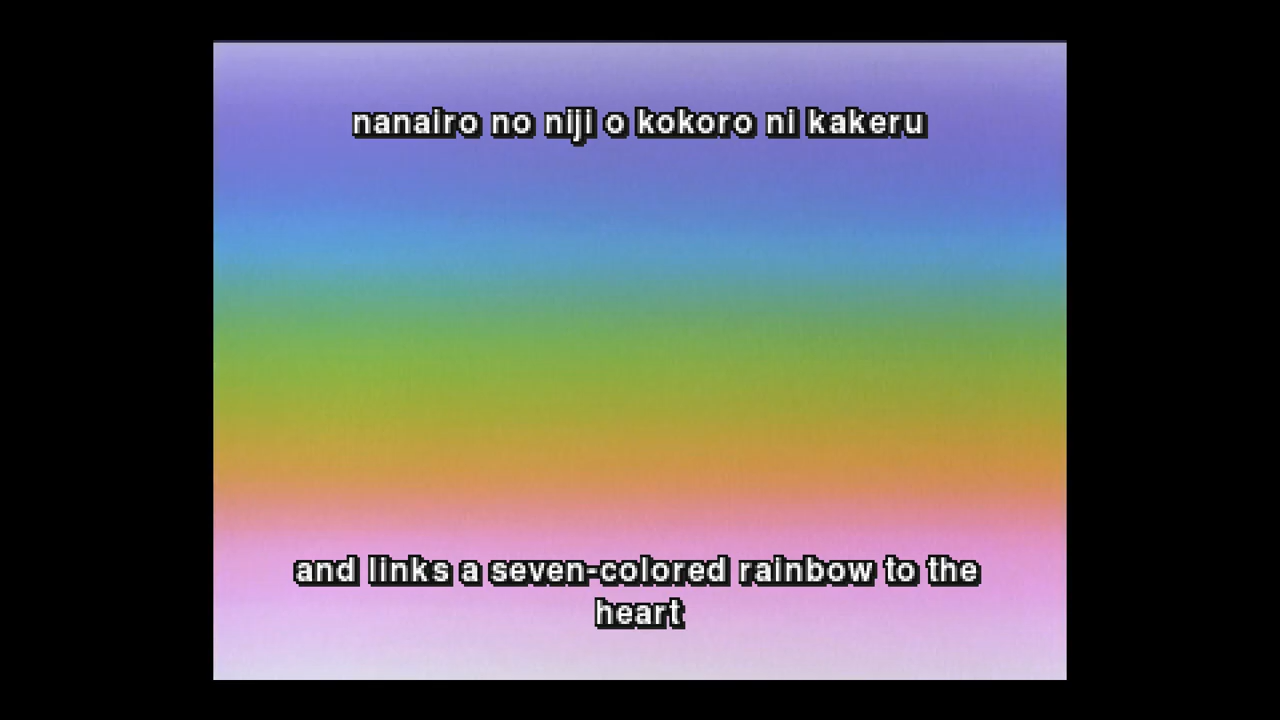 nanairo no niji o kokoro ni kakeru
and links a seven-colored rainbow to the
heart